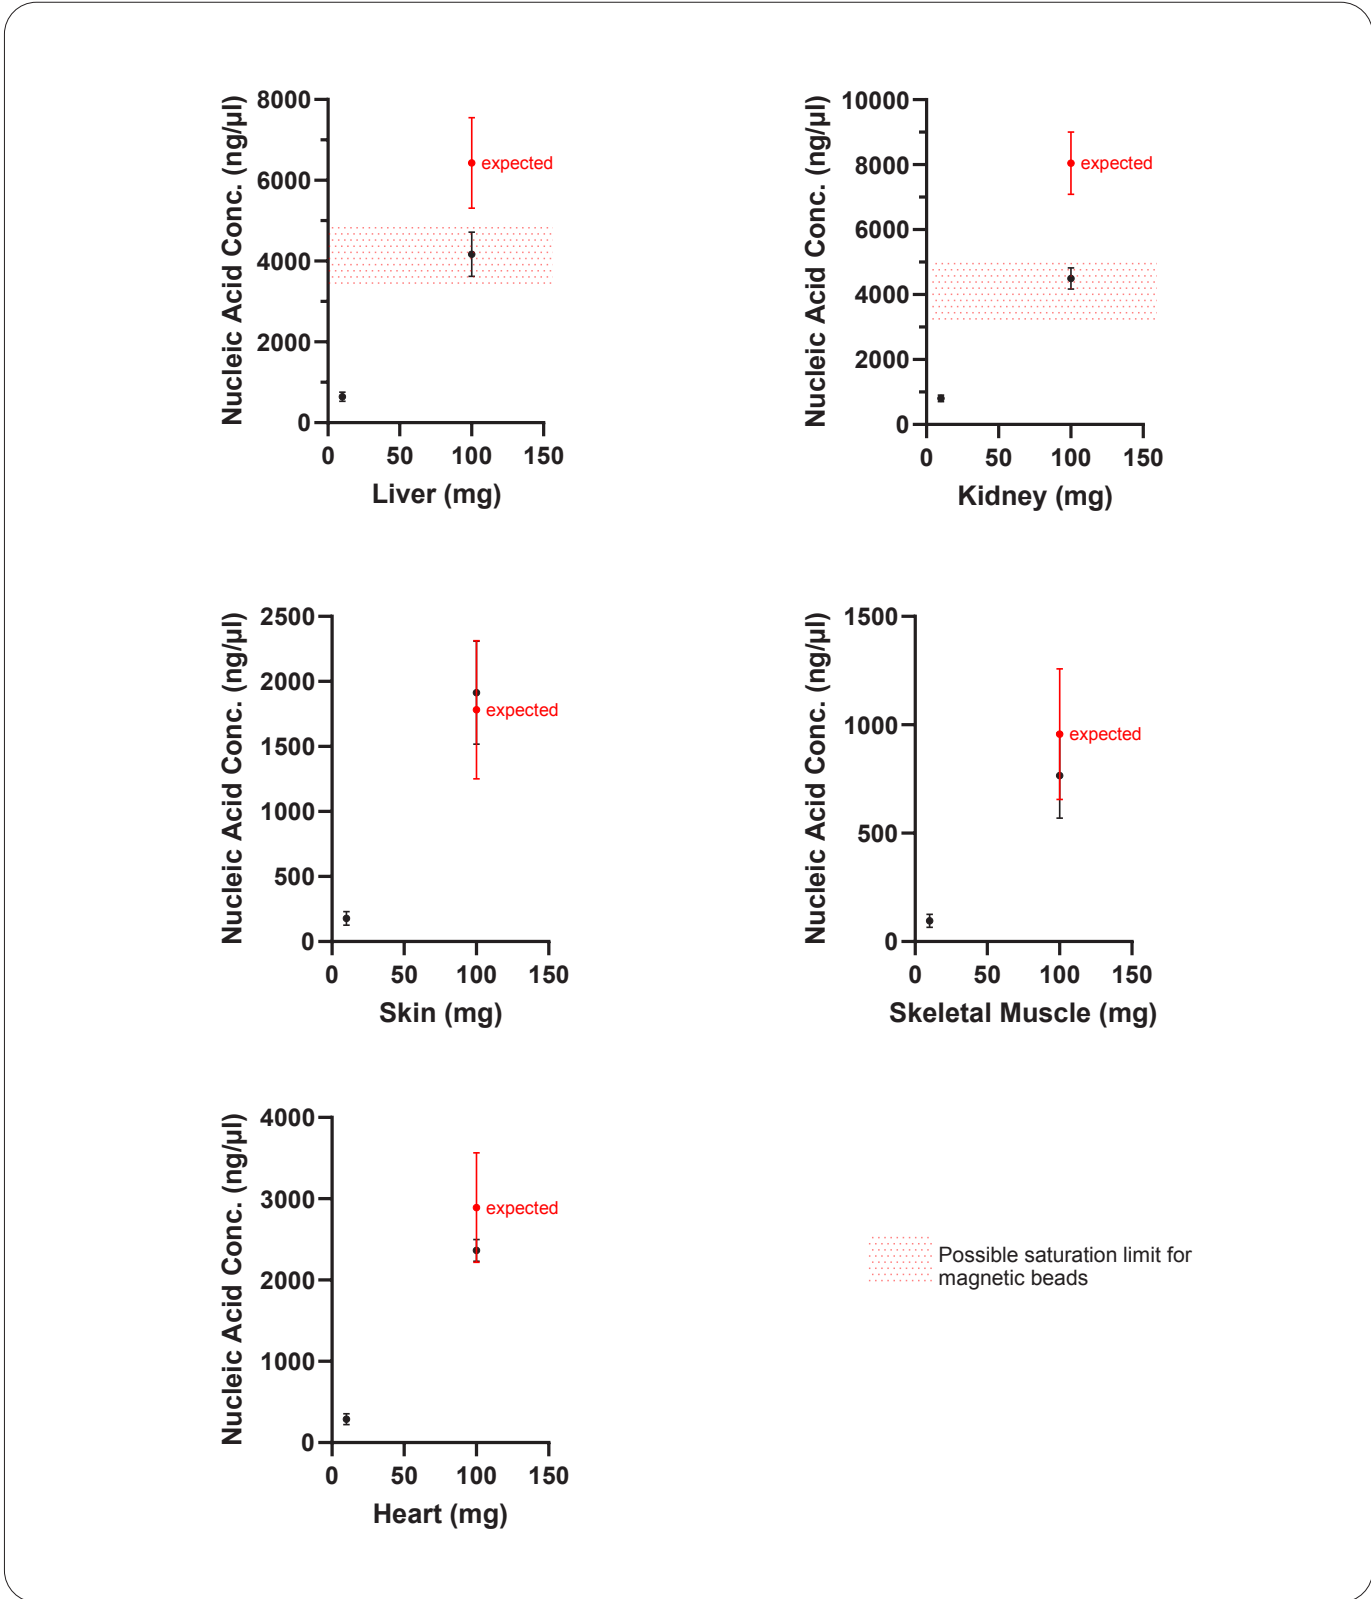 Nucleic Acid Conc. (ng/µl)
8000
6000
4000
2000
0
expected
0 50 100 150
Liver (mg)
Nucleic Acid Conc. (ng/µl)
10000
8000
6000
4000
2000
0
expected
0 50 100 150
Kidney (mg)
Nucleic Acid Conc. (ng/µl)
2500
2000
1500
1000
500
0
expected
0 50 100 150
Skin (mg)
Nucleic Acid Conc. (ng/µl)
1500
1000
500
0
expected
0 50 100 150
Skeletal Muscle (mg)
Nucleic Acid Conc. (ng/µl)
4000
3000
2000
1000
0
expected
0 50 100 150
Heart (mg)
Possible saturation limit for
magnetic beads